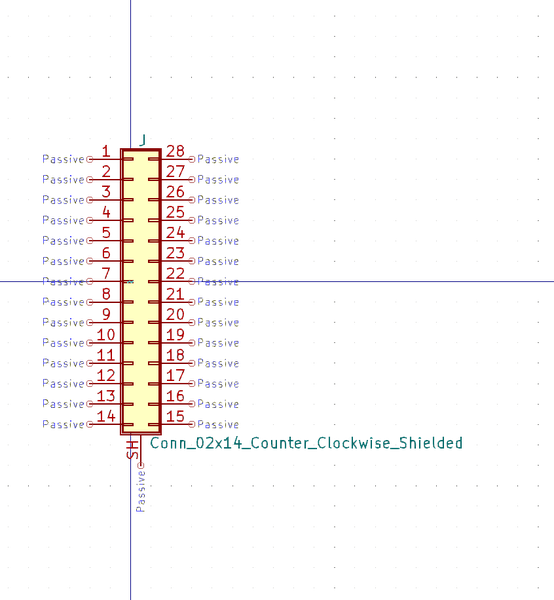 J
Passive 1 28 Passive
Passive 2 27 Passive
Passive 3 26 Passive
Passive 4 25 Passive
Passive 5 24 Passive
Passive 6 23 Passive
Passive 7 22 Passive
Passive 8 21 Passive
Passive 9 20 Passive
Passive 10 19 Passive
Passive 11 18 Passive
Passive 12 17 Passive
Passive 13 16 Passive
Passive 14 15 Passive
SH
Conn_02x14_Counter_Clockwise_Shielded
Passive